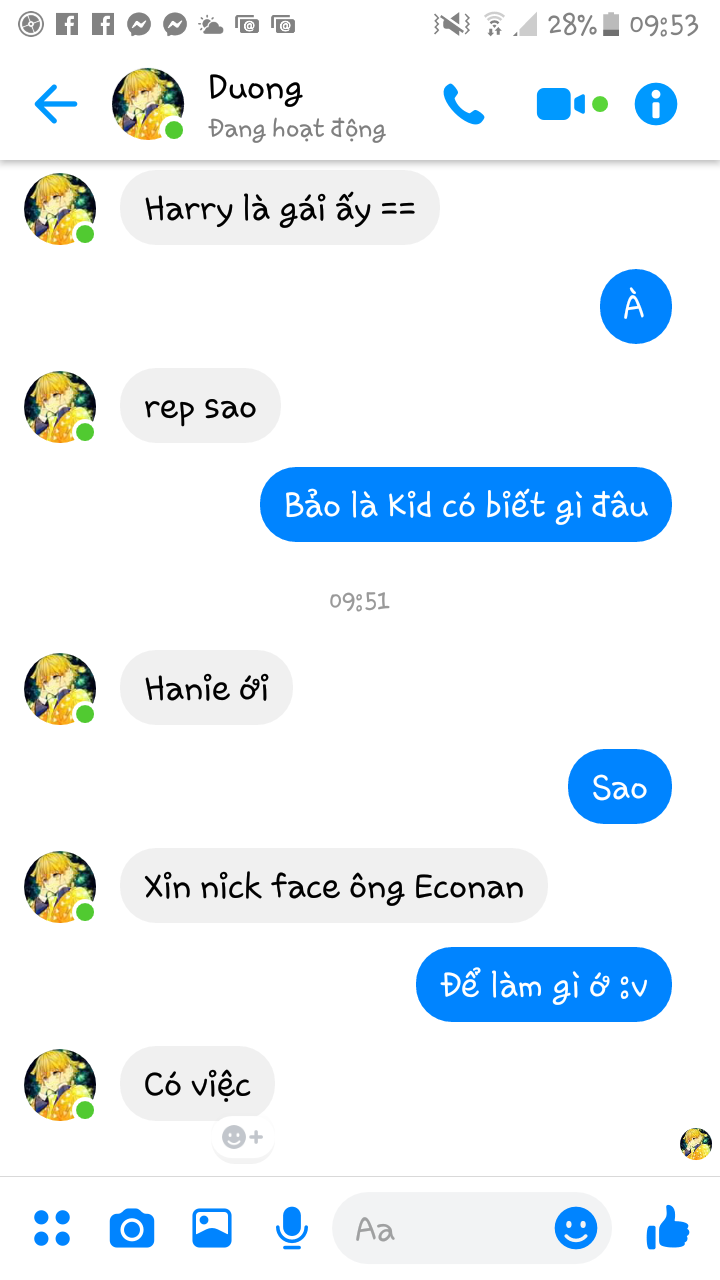 28% 09:53
Duong
Đang hoạt động
Harry là gái ấy ==
À
rep sao
Bảo là Kid có biết gì đâu
09:51
Hanie ới
Sao
Xin nick face ông Econan
Để làm gì ớ :v
Có việc
Aa